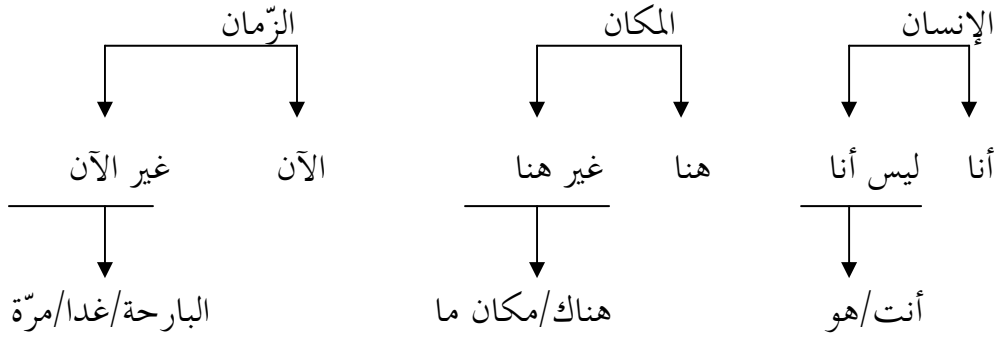 الإنسان المكان الزّمان
أنا ليس أنا هنا غير هنا الآن غير الآن
أنت/هو هناك/مكان ما البارحة/غدا/مرّة